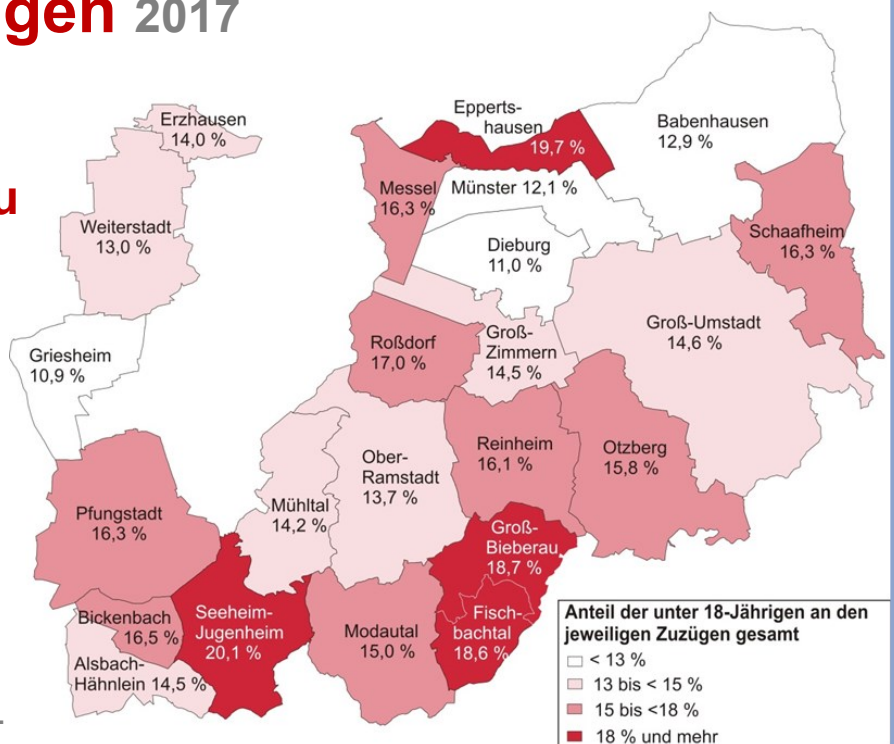 gen 2017
u
Erzhausen
14,0 %
Epperts-
hausen
19,7 %
Babenhausen
12,9 %
Messel
16,3 %
Münster 12,1 %
Weiterstadt
13,0 %
Dieburg
11,0 %
Schaafheim
16,3 %
Griesheim
10,9 %
Roßdorf
17,0 %
Groß-
Zimmern
14,5 %
Groß-Umstadt
14,6 %
Ober-
Ramstadt
13,7 %
Reinheim
16,1 %
Otzberg
15,8 %
Pfungstadt
16,3 %
Mühltal
14,2 %
Groß-
Bieberau
18,7 %
Bickenbach
16,5 %
Seeheim-
Jugenheim
20,1 %
Modautal
15,0 %
Fisch-
bachtal
18,6 %
Alsbach-
Hähnlein 14,5 %
Anteil der unter 18-Jährigen an den
jeweiligen Zuzügen gesamt
< 13 %
13 bis < 15 %
15 bis <18 %
18 % und mehr